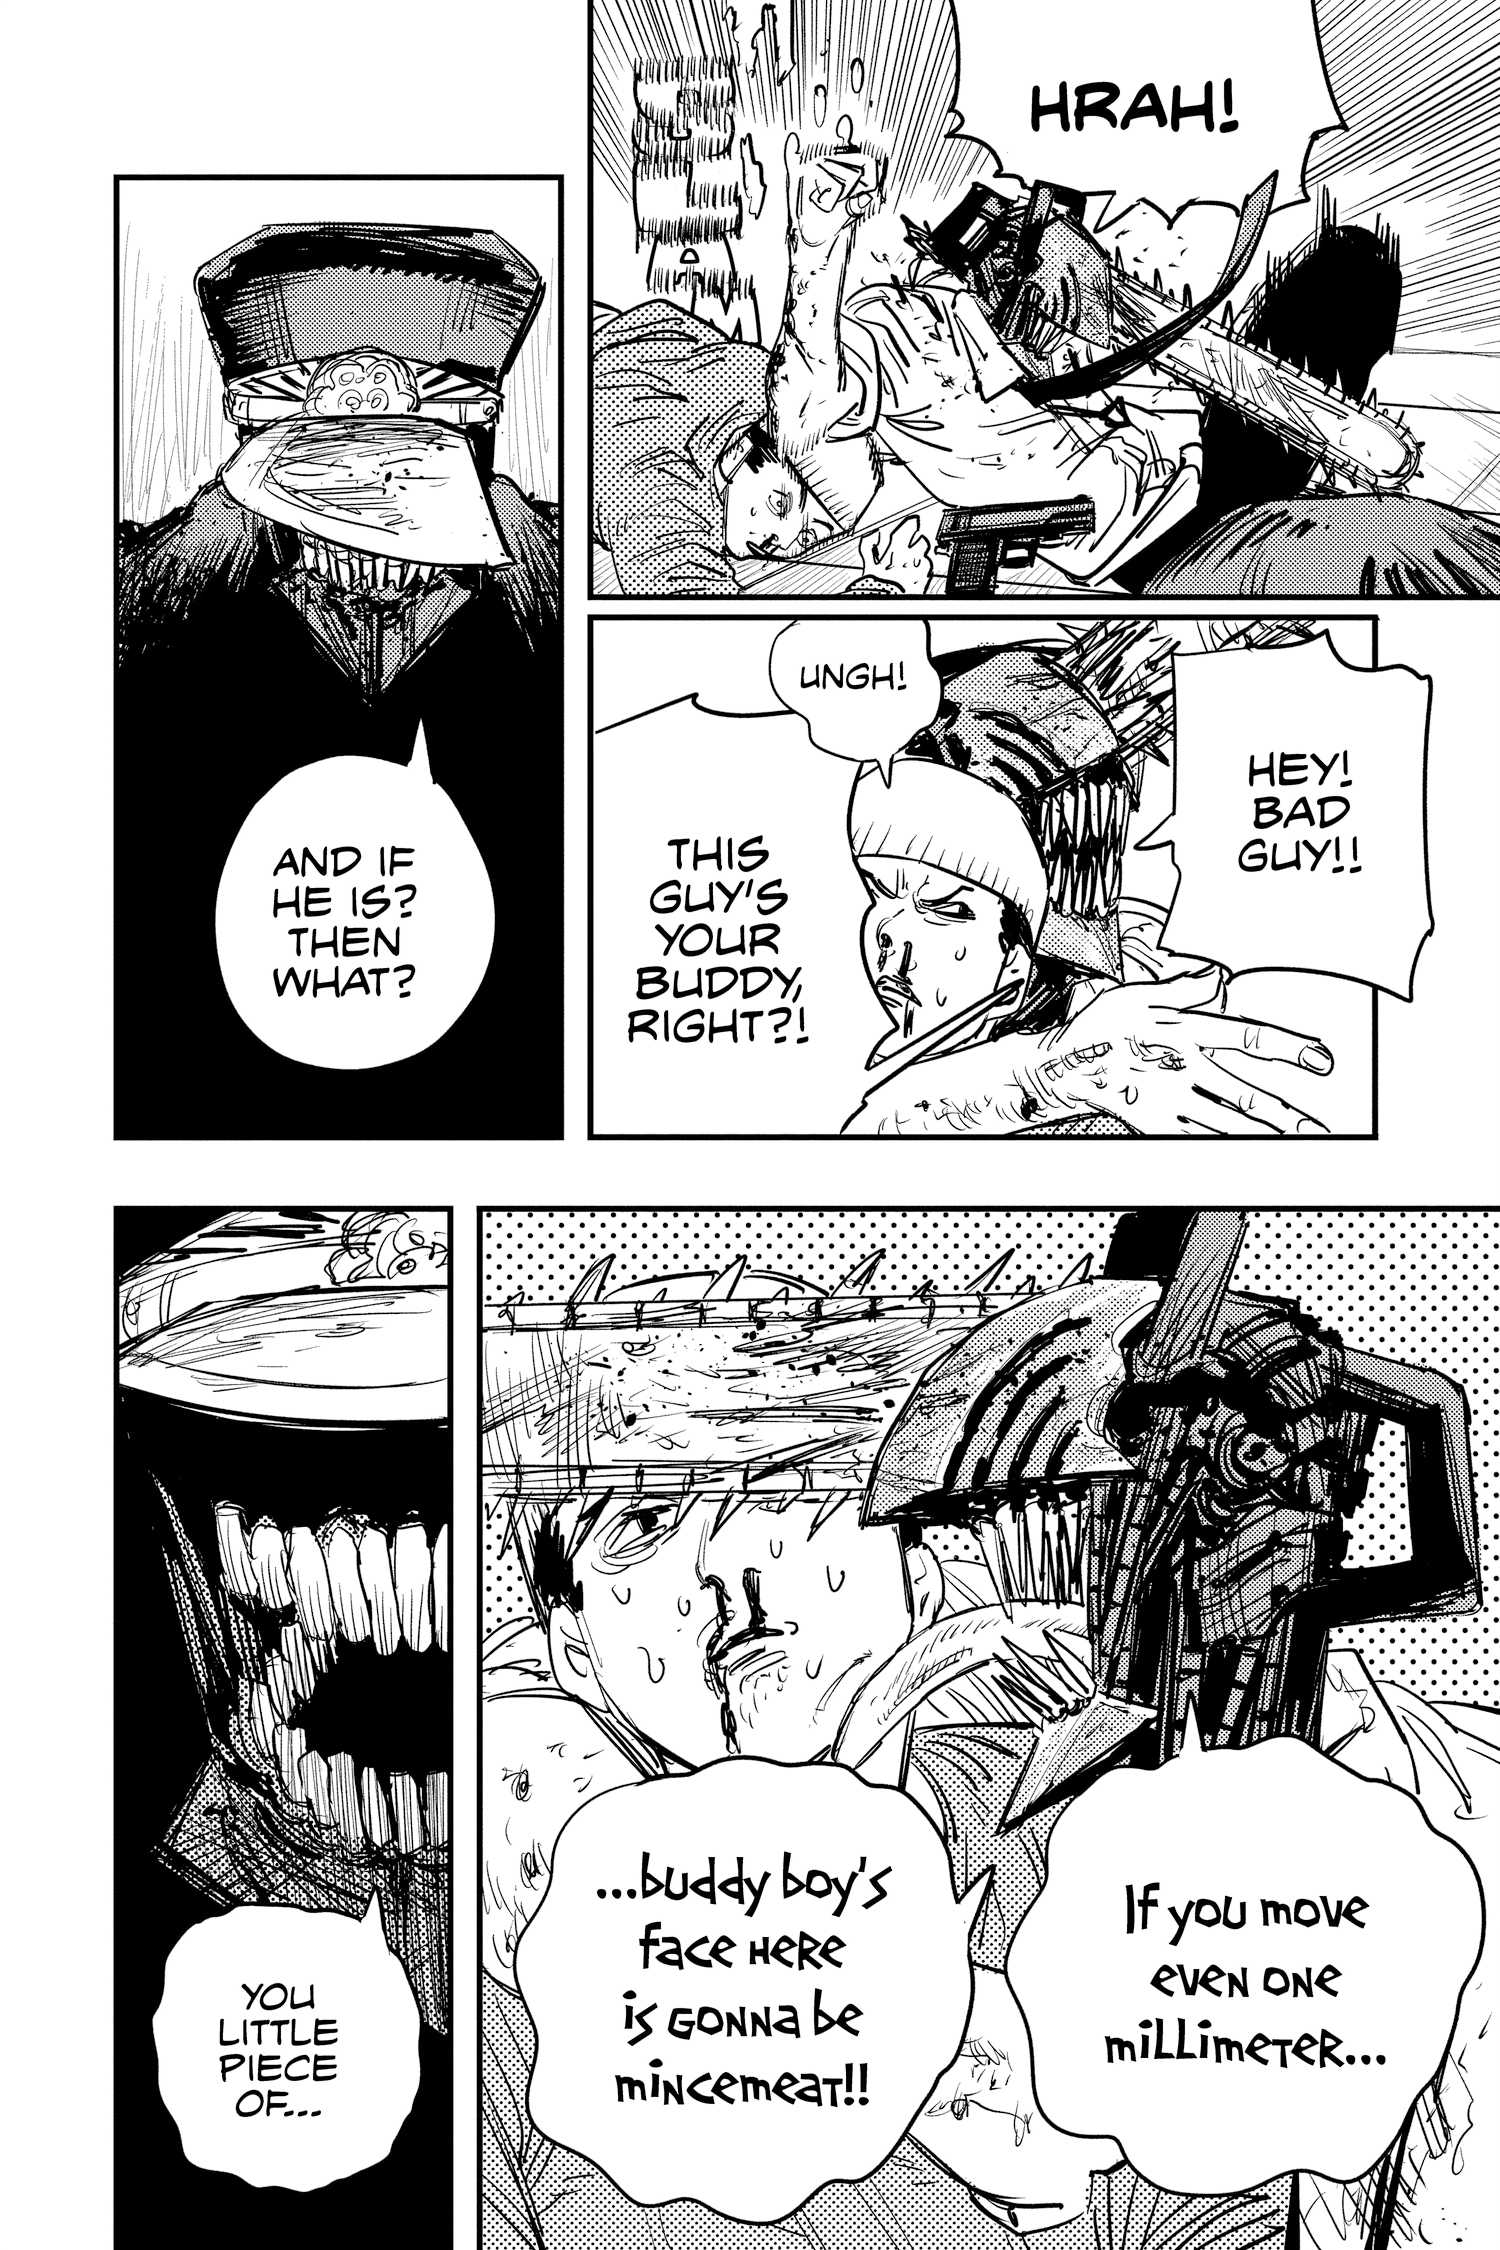 HRAH!
HEY!
BAD
GUY!!
UNGH!
THIS
GUY'S
YOUR
BUDDY,
RIGHT?!
AND IF
HE IS?
THEN
WHAT?
If you move
even one
millimeter...
...buddy boy's
face here
is gonna be
mincemeat!!
YOU
LITTLE
PIECE
OF...